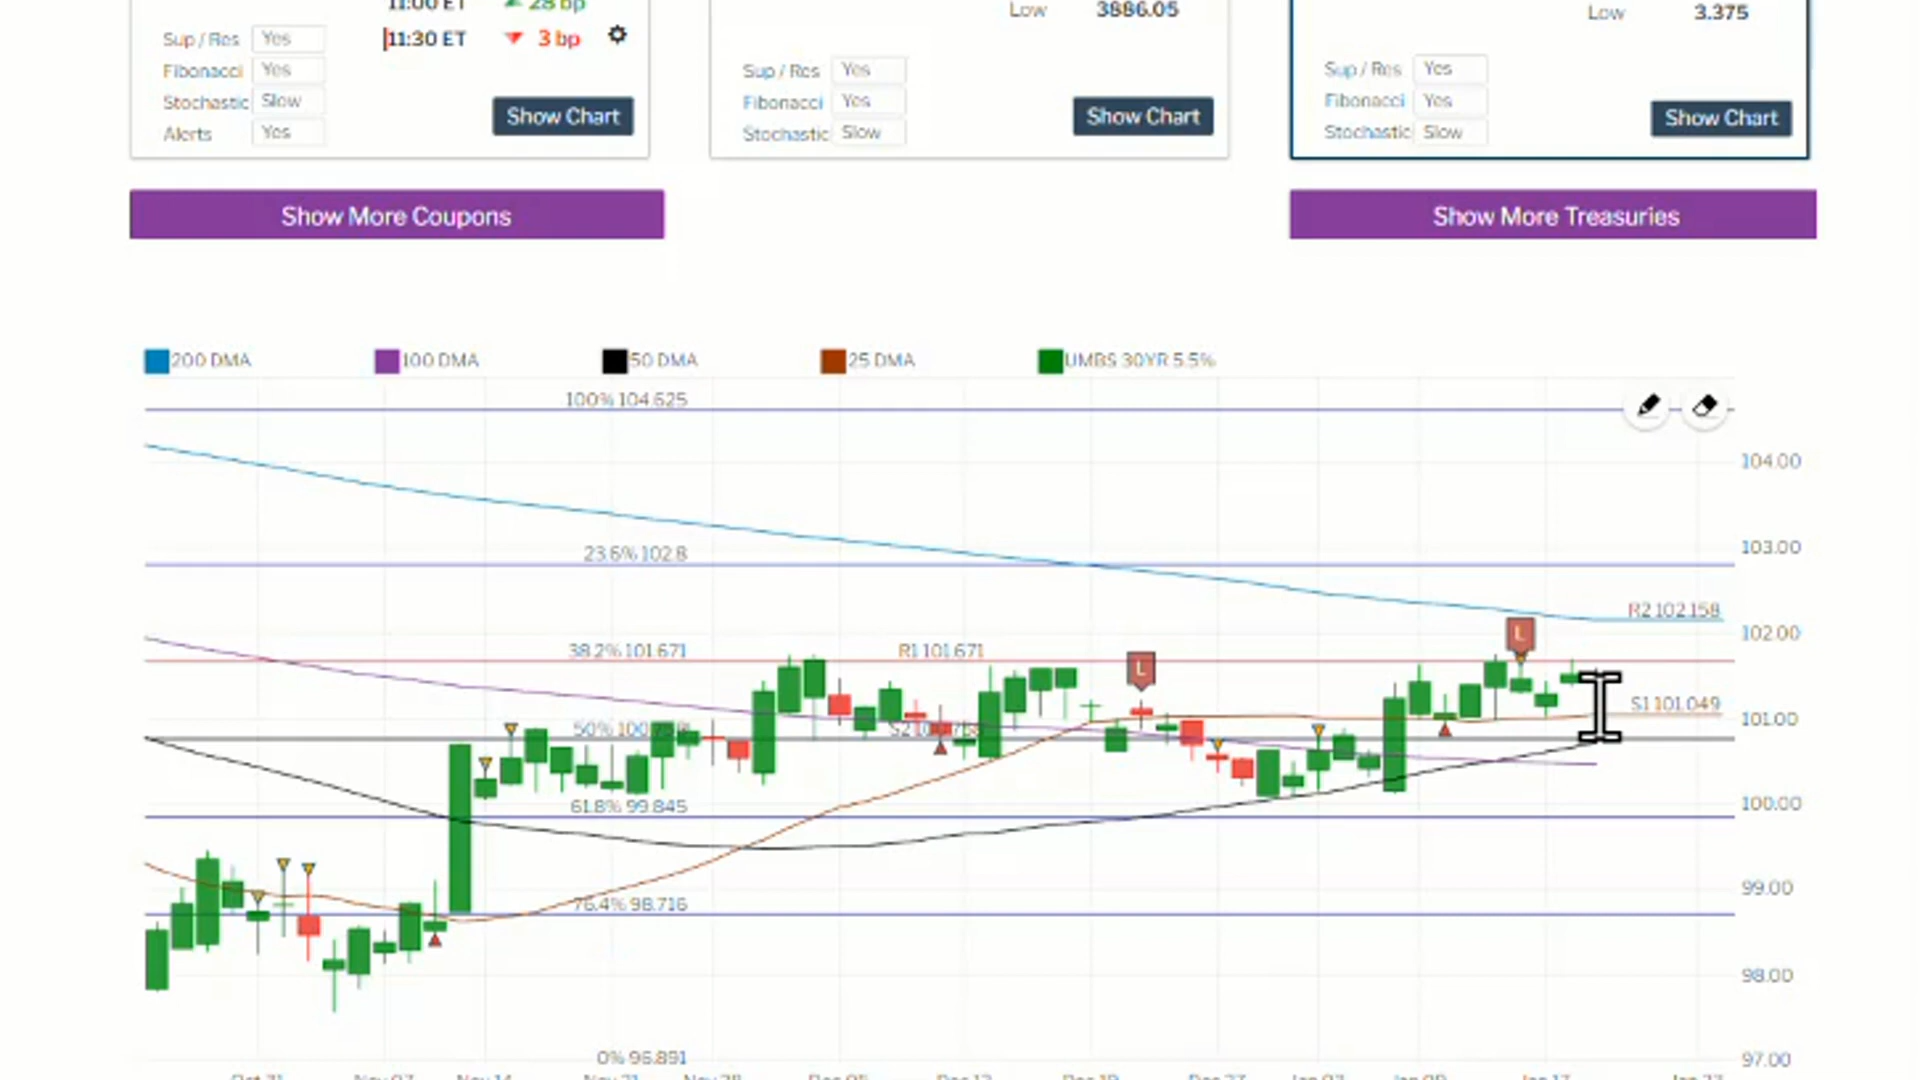 11:00 ET 28 bp
Low 3886.05
Low 3.375
Sup / Res Yes
11:30 ET 3 bp
Fibonacci Yes
Stochastic Slow
Alerts Yes
Show Chart
Sup / Res Yes
Fibonacci Yes
Stochastic Slow
Show Chart
Sup / Res Yes
Fibonacci Yes
Stochastic Slow
Show Chart
Show More Coupons
Show More Treasuries
200 DMA 100 DMA 50 DMA 25 DMA UMBS 30YR 5.5%
100% 104.625
104.00
23.6% 102.8
103.00
R2 102.158
L
102.00
38.2% 101.671
R1 101.671
L
S1 101.049
101.00
50%
S2
61.8% 99.845
100.00
99.00
76.4% 98.716
98.00
0% 96.891
97.00